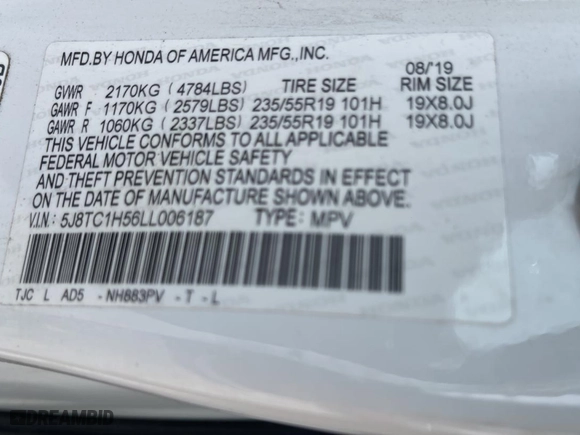 MFD.BY HONDA OF AMERICA MFG.,INC.
08/'19
GVWR 2170KG (4784LBS) TIRE SIZE RIM SIZE
GAWR F 1170KG (2579LBS) 235/55R19 101H 19X8.0J
GAWR R 1060KG (2337LBS) 235/55R19 101H 19X8.0J
THIS VEHICLE CONFORMS TO ALL APPLICABLE
FEDERAL MOTOR VEHICLE SAFETY
AND THEFT PREVENTION STANDARDS IN EFFECT
ON THE DATE OF MANUFACTURE SHOWN ABOVE.
V.I.N.: 5J8TC1H56LL006187 TYPE: MPV
TJC L AD5 -NH883PV -T -L
DREAMBID